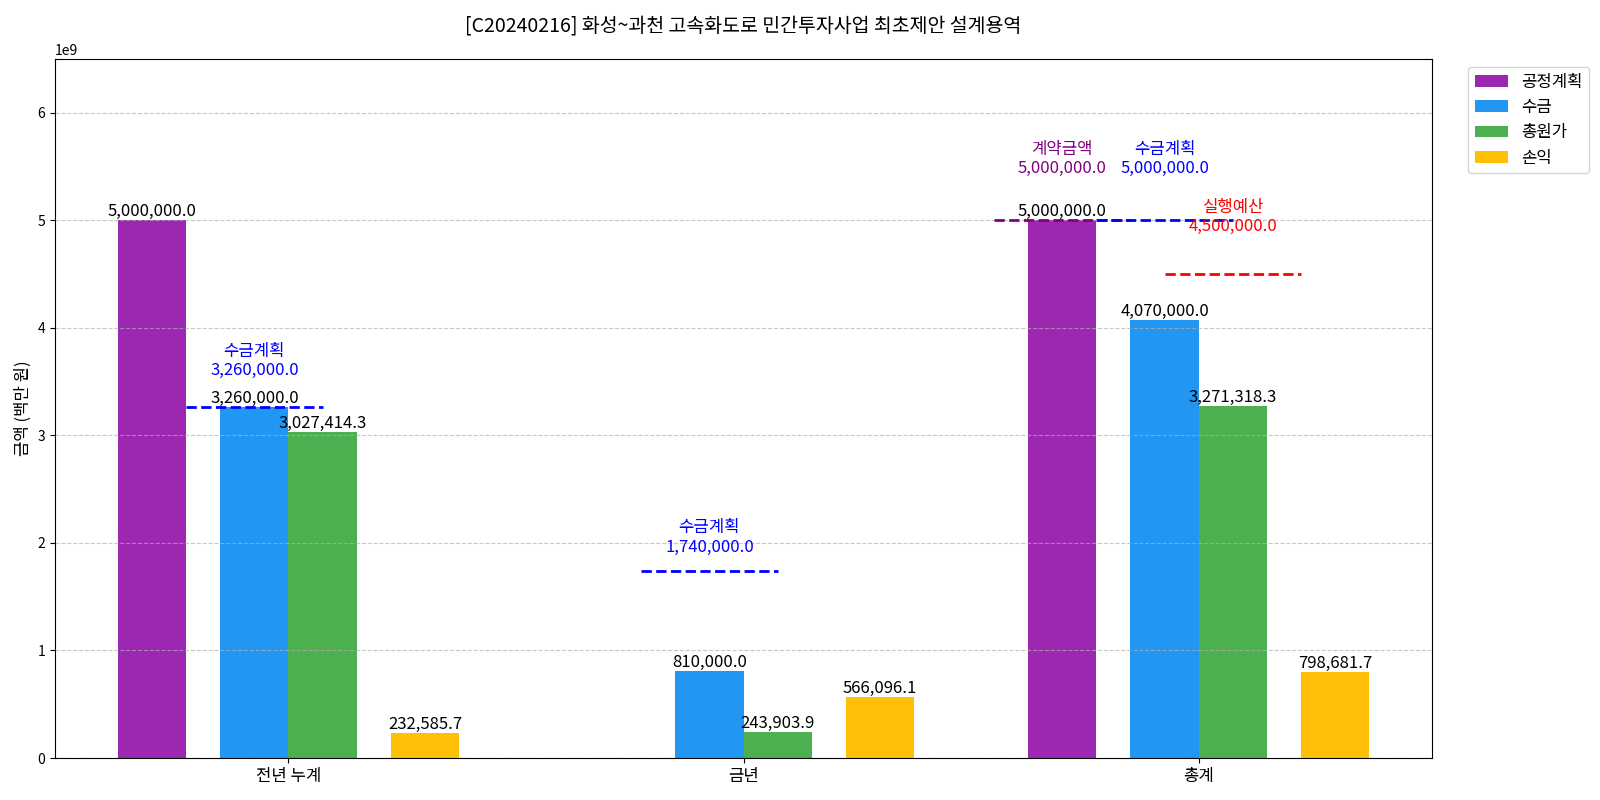 [C20240216] 화성~과천 고속화도로 민간투자사업 최초제안 설계용역
1e9
공정계획
수금
총원가
손익
6
계약금액
5,000,000.0
수금계획
5,000,000.0
실행예산
4,500,000.0
5,000,000.0
5,000,000.0
5
4,070,000.0
4
수금계획
3,260,000.0
3,260,000.0
3,027,414.3
3,271,318.3
금액 (백만 원)
3
수금계획
1,740,000.0
2
810,000.0
243,903.9
566,096.1
798,681.7
232,585.7
1
0
전년 누계
금년
총계